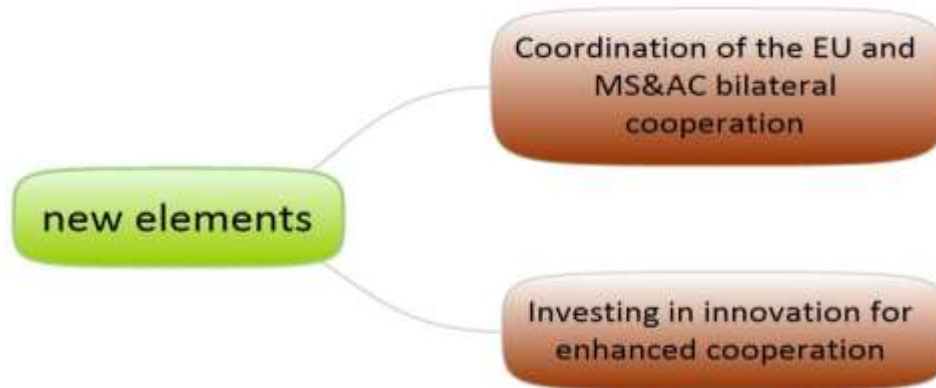 Coordination of the EU and
MS&AC bilateral
cooperation
new elements
Investing in innovation for
enhanced cooperation